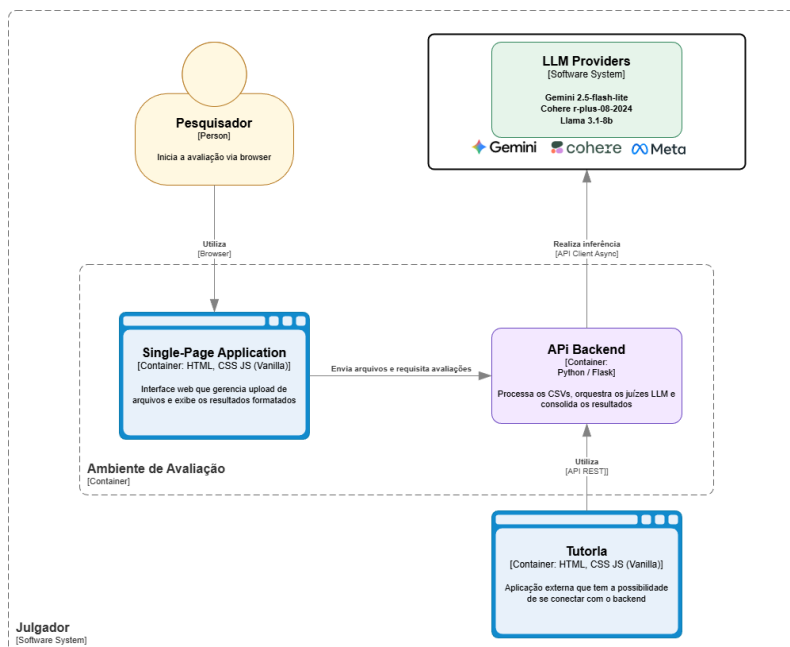 Pesquisador
[Person]
Inicia a avaliação via browser
LLM Providers
[Software System]
Gemini 2.5-flash-lite
Cohere r-plus-08-2024
Llama 3.1-8b
Gemini
cohere
Meta
Utiliza
[Browser]
Realiza inferência
[API Client Async]
Single-Page Application
[Container: HTML, CSS JS (Vanilla)]
Interface web que gerencia upload de
arquivos e exibe os resultados formatados
Envia arquivos e requisita avaliações
APi Backend
[Container:
Python / Flask]
Processa os CSVs, orquestra os juízes LLM e
consolida os resultados
Ambiente de Avaliação
[Container]
Utiliza
[API REST]]
TutorIa
[Container: HTML, CSS JS (Vanilla)]
Aplicação externa que tem a possibilidade
de se conectar com o backend
Julgador
[Software System]